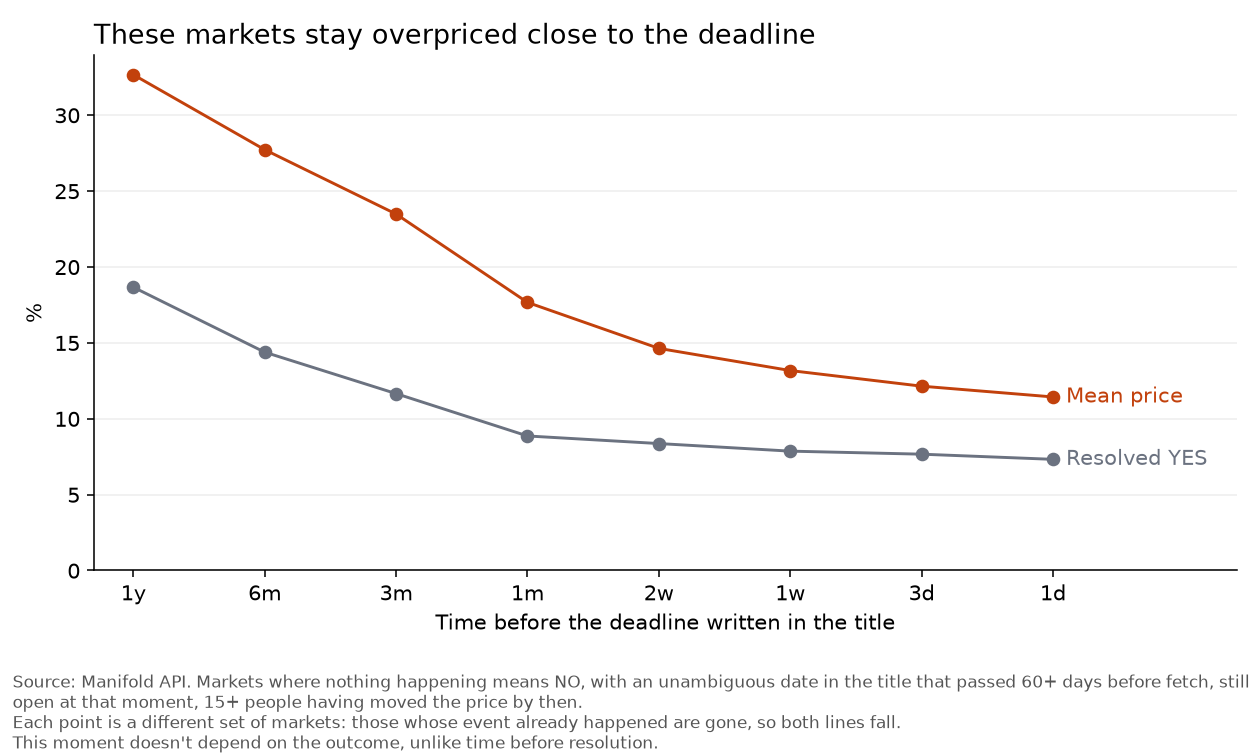 These markets stay overpriced close to the deadline
30
25
20
15
10
5
0
%
Mean price
Resolved YES
1y 6m 3m 1m 2w 1w 3d 1d
Time before the deadline written in the title
Source: Manifold API. Markets where nothing happening means NO, with an unambiguous date in the title that passed 60+ days before fetch, still
open at that moment, 15+ people having moved the price by then.
Each point is a different set of markets: those whose event already happened are gone, so both lines fall.
This moment doesn't depend on the outcome, unlike time before resolution.